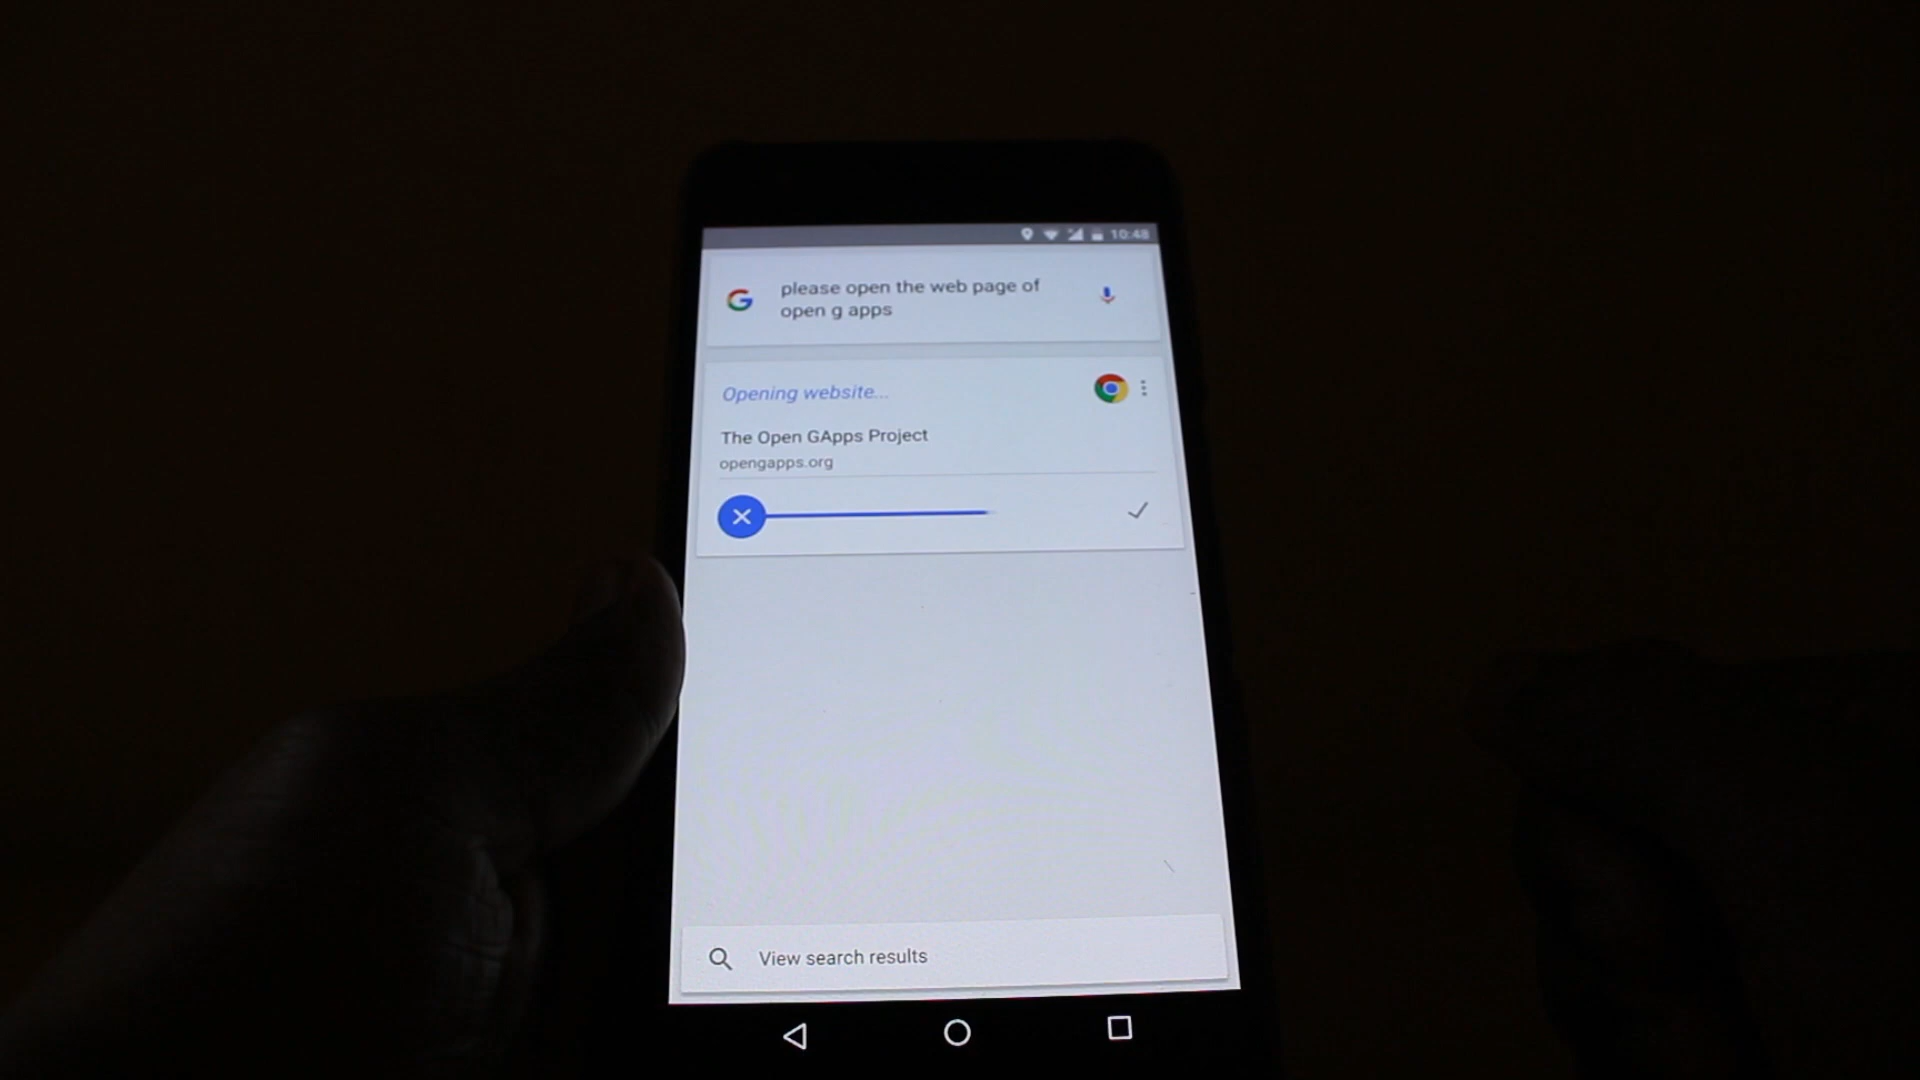 10:48
please open the web page of
open g apps
Opening website...
The Open GApps Project
opengapps.org
View search results